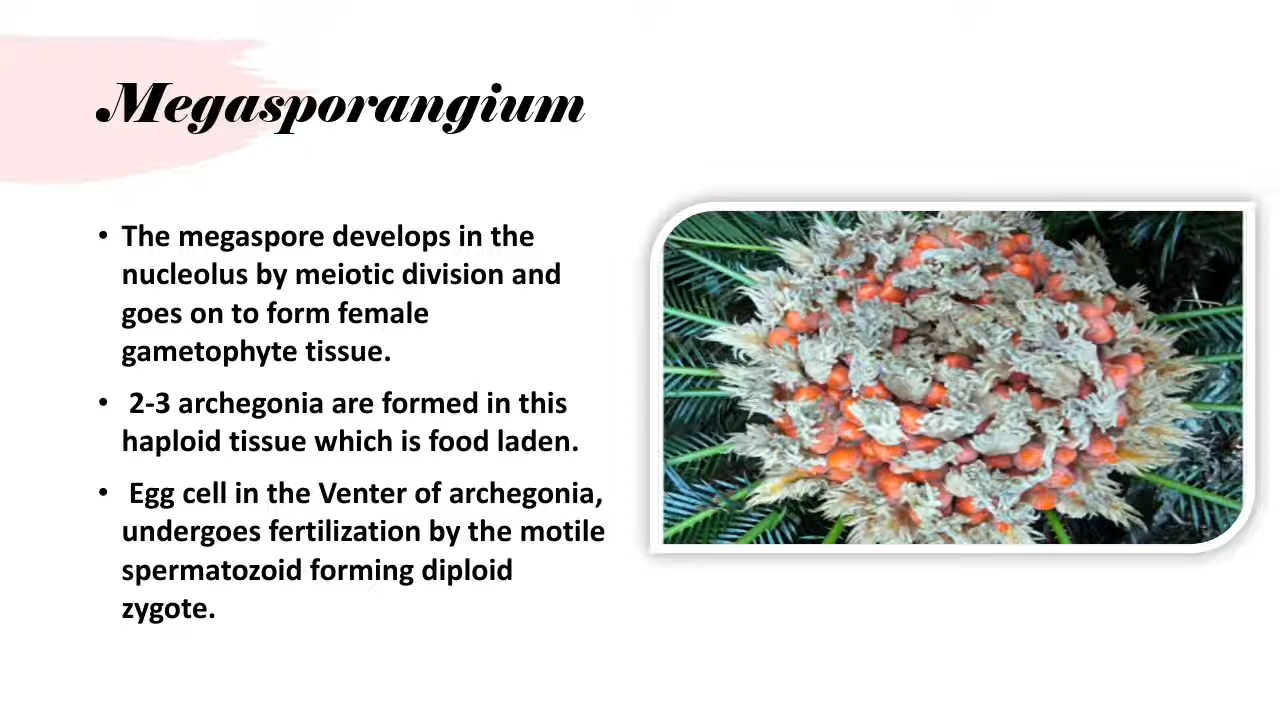 Megasporangium
• The megaspore develops in the
nucleolus by meiotic division and
goes on to form female
gametophyte tissue.
• 2-3 archegonia are formed in this
haploid tissue which is food laden.
• Egg cell in the Venter of archegonia,
undergoes fertilization by the motile
spermatozoid forming diploid
zygote.